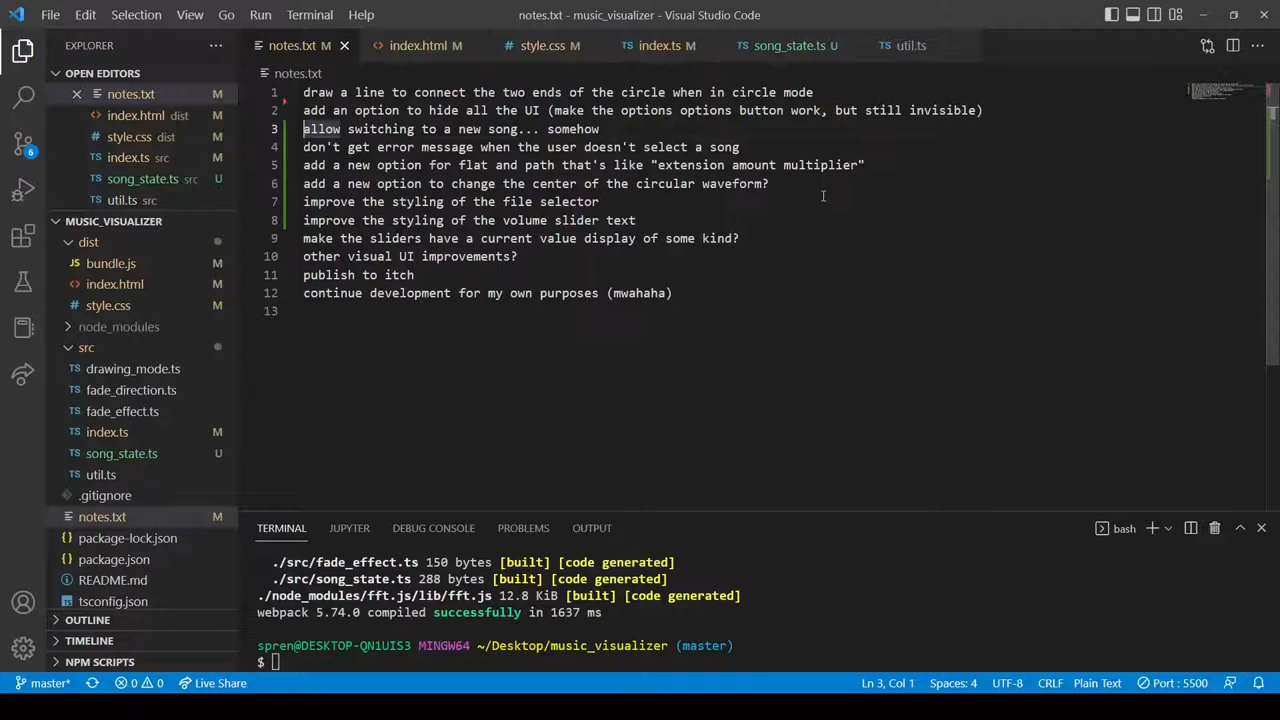 File Edit Selection View Go Run Terminal Help
notes.txt - music_visualizer - Visual Studio Code
EXPLORER
notes.txt M
index.html M
style.css M
TS index.ts M
TS song_state.ts U
TS util.ts
OPEN EDITORS
notes.txt M
index.html dist M
style.css dist M
TS index.ts src M
TS song_state.ts src U
TS util.ts src
MUSIC_VISUALIZER
dist
bundle.js M
index.html M
style.css M
node_modules
src
TS drawing_mode.ts
TS fade_direction.ts
TS fade_effect.ts
TS index.ts M
TS song_state.ts U
TS util.ts
.gitignore
notes.txt M
package-lock.json
package.json
README.md
tsconfig.json
OUTLINE
TIMELINE
NPM SCRIPTS
6
notes.txt
1 draw a line to connect the two ends of the circle when in circle mode
2 add an option to hide all the UI (make the options options button work, but still invisible)
3 allow switching to a new song... somehow
4 don't get error message when the user doesn't select a song
5 add a new option for flat and path that's like "extension amount multiplier"
6 add a new option to change the center of the circular waveform?
7 improve the styling of the file selector
8 improve the styling of the volume slider text
9 make the sliders have a current value display of some kind?
10 other visual UI improvements?
11 publish to itch
12 continue development for my own purposes (mwahaha)
13
TERMINAL JUPYTER DEBUG CONSOLE PROBLEMS OUTPUT
bash
./src/fade_effect.ts 150 bytes [built] [code generated]
./src/song_state.ts 288 bytes [built] [code generated]
./node_modules/fft.js/lib/fft.js 12.8 KiB [built] [code generated]
webpack 5.74.0 compiled successfully in 1637 ms
spren@DESKTOP-QN1UIS3 MINGW64 ~/Desktop/music_visualizer (master)
$
master* 0 0 Live Share
Ln 3, Col 1 Spaces: 4 UTF-8 CRLF Plain Text Port : 5500